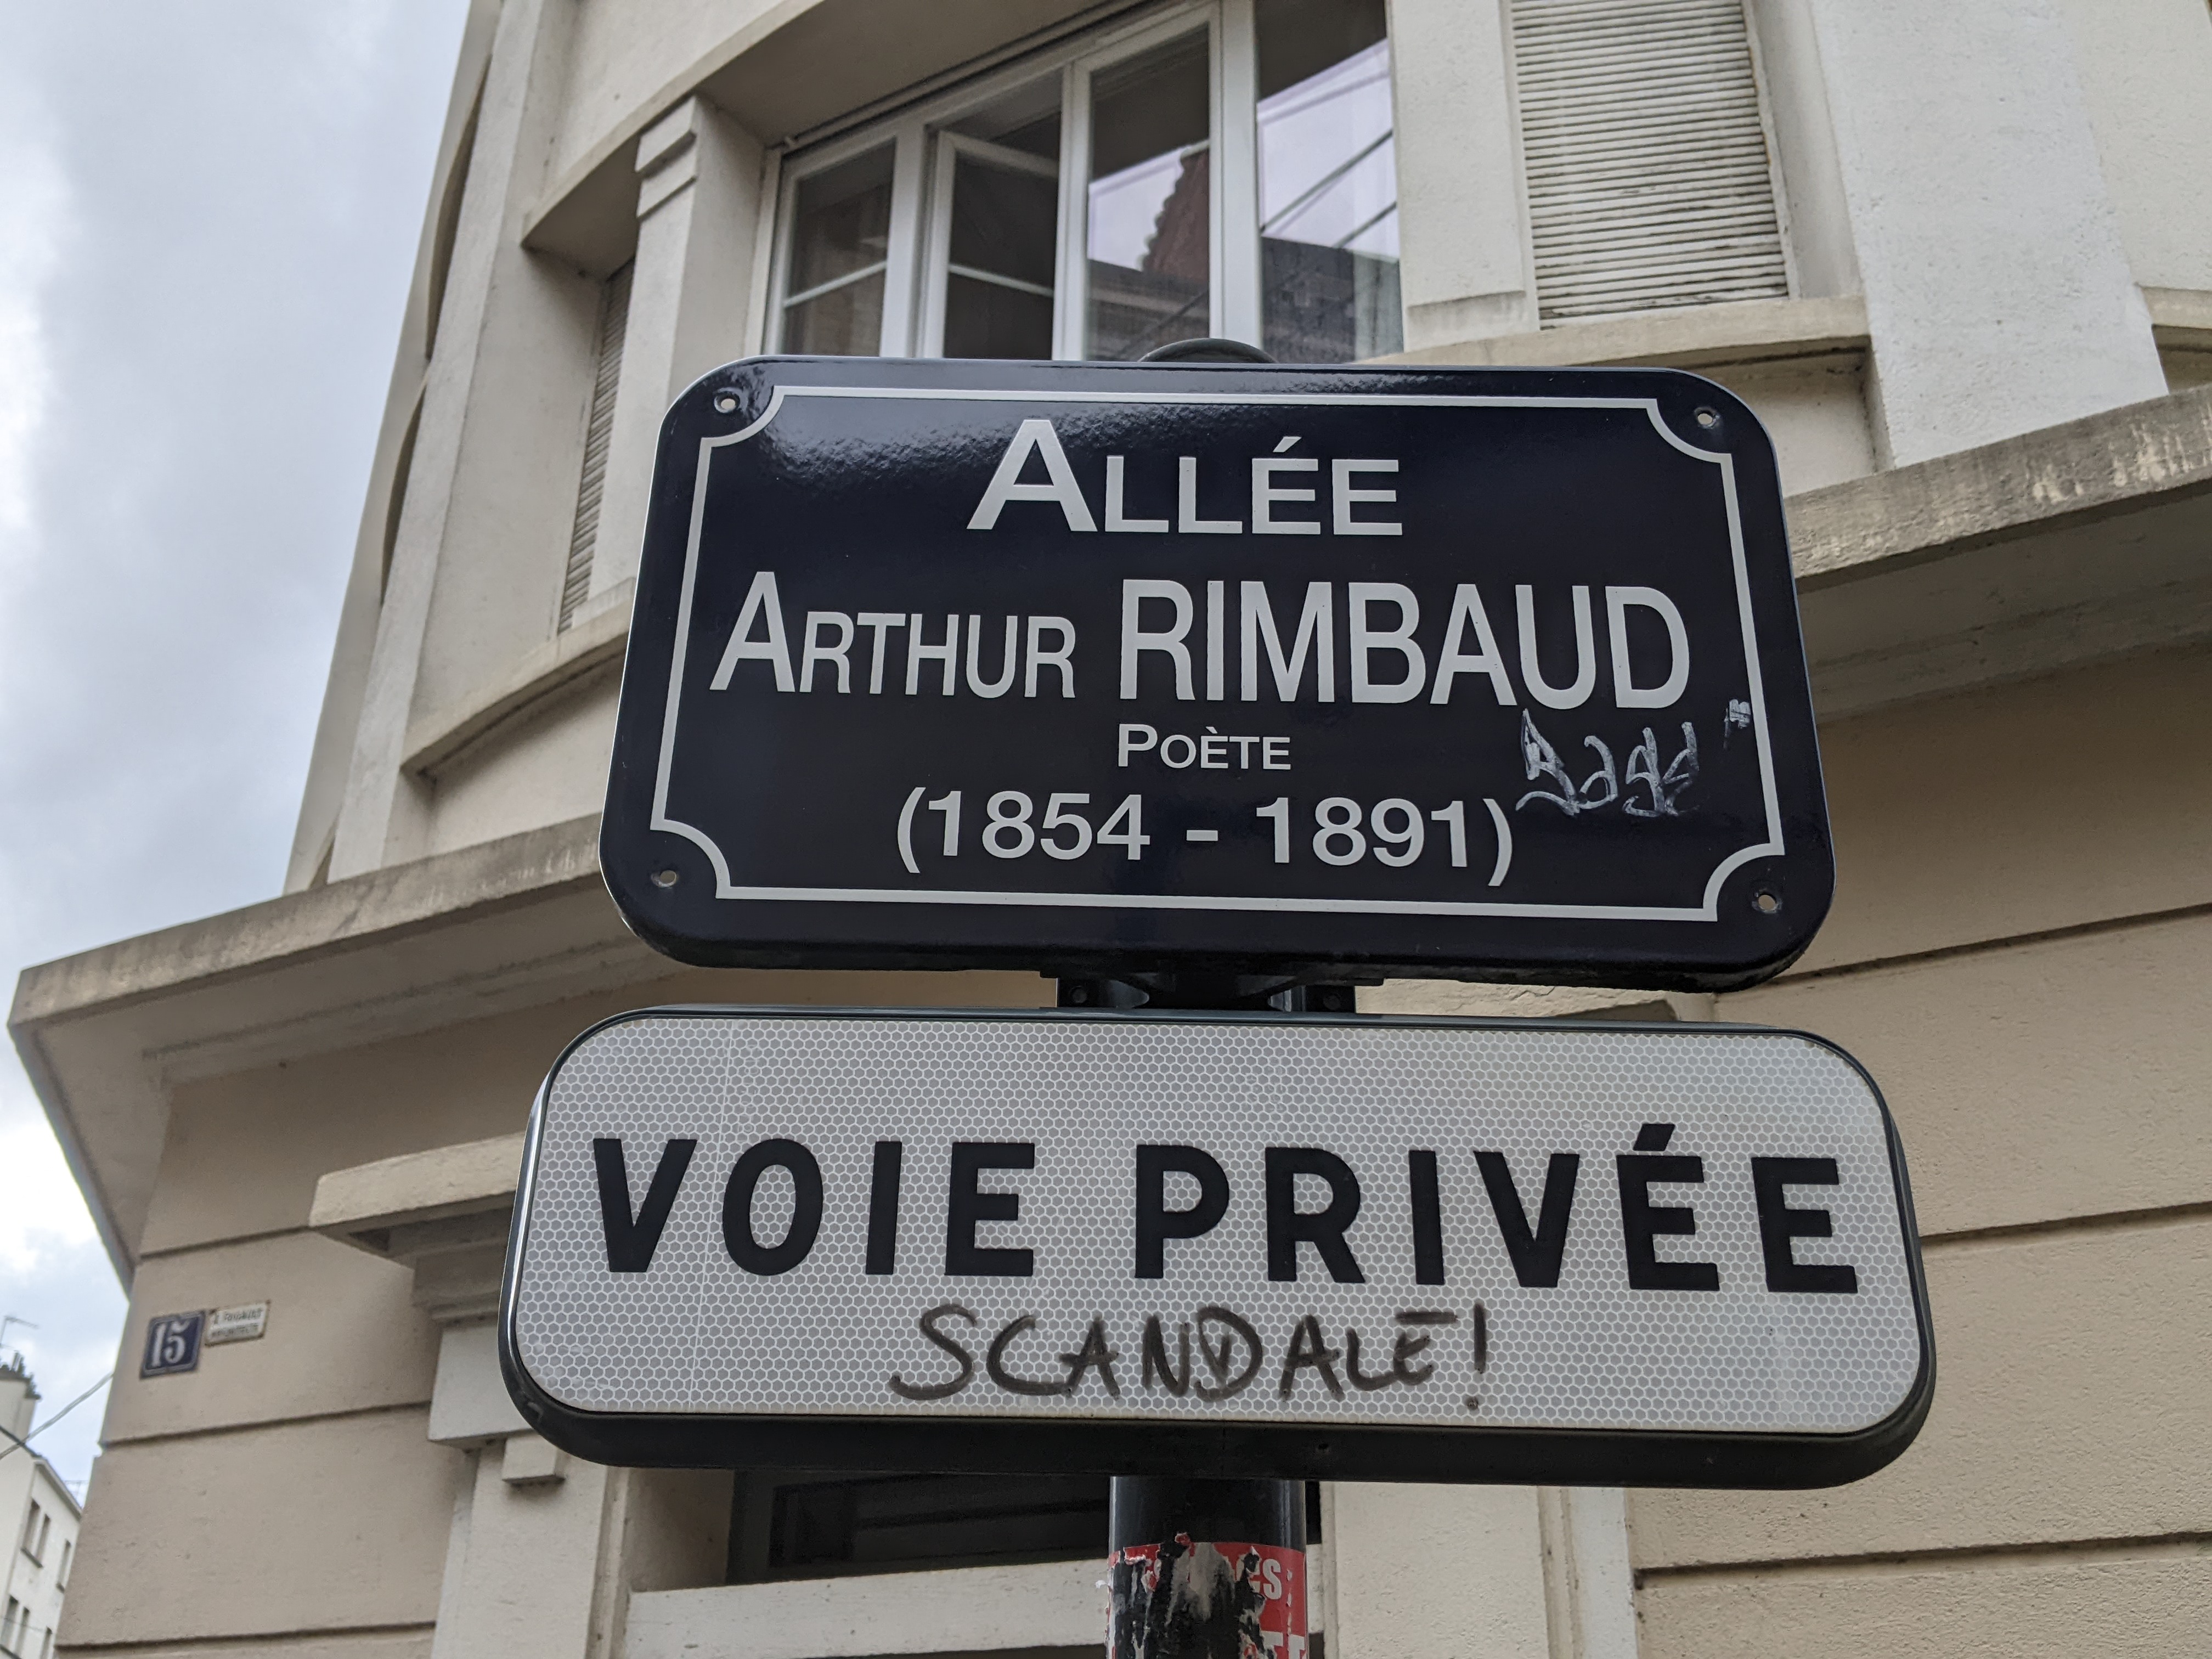 ALLÉE
ARTHUR RIMBAUD
POÈTE
(1854 - 1891)
VOIE PRIVÉE
SCANDALE!
15